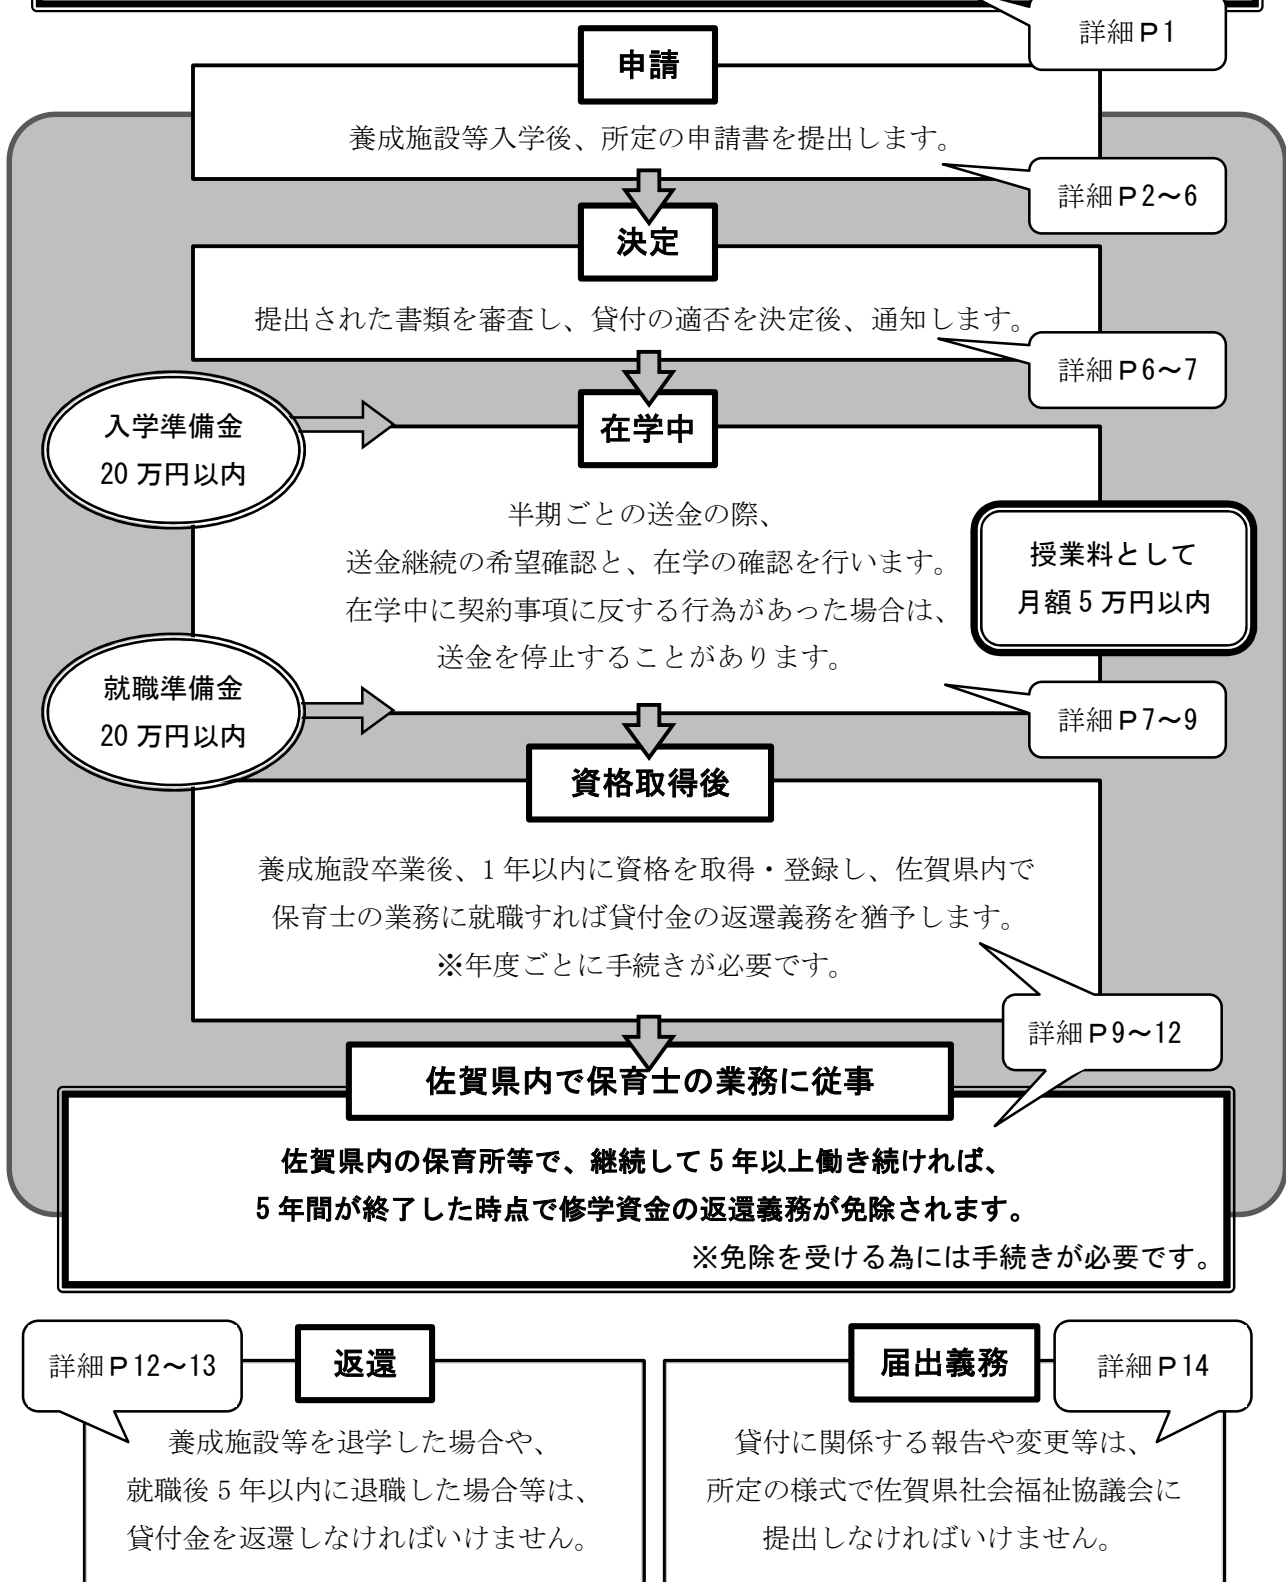 詳細P1
申請
養成施設等入学後、所定の申請書を提出します。
詳細P2～6
決定
提出された書類を審査し、貸付の適否を決定後、通知します。
詳細P6～7
入学準備金
20万円以内
在学中
半期ごとの送金の際、
送金継続の希望確認と、在学の確認を行います。
在学中に契約事項に反する行為があった場合は、
送金を停止することがあります。
授業料として
月額5万円以内
就職準備金
20万円以内
詳細P7～9
資格取得後
養成施設卒業後、1年以内に資格を取得・登録し、佐賀県内で
保育士の業務に就職すれば貸付金の返還義務を猶予します。
※年度ごとに手続きが必要です。
詳細P9～12
佐賀県内で保育士の業務に従事
佐賀県内の保育所等で、継続して5年以上働き続ければ、
5年間が終了した時点で修学資金の返還義務が免除されます。
※免除を受ける為には手続きが必要です。
詳細P12～13
返還
養成施設等を退学した場合や、
就職後5年以内に退職した場合等は、
貸付金を返還しなければいけません。
届出義務
詳細P14
貸付に関係する報告や変更等は、
所定の様式で佐賀県社会福祉協議会に
提出しなければいけません。